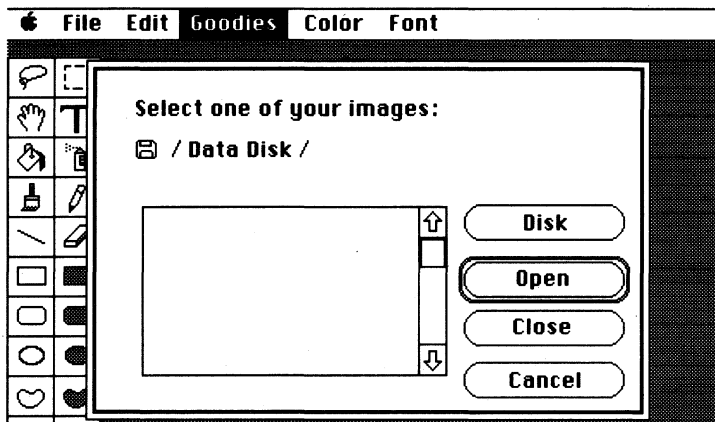 File Edit Goodies Color Font
Select one of your images:
/ Data Disk /
Disk
Open
Close
Cancel